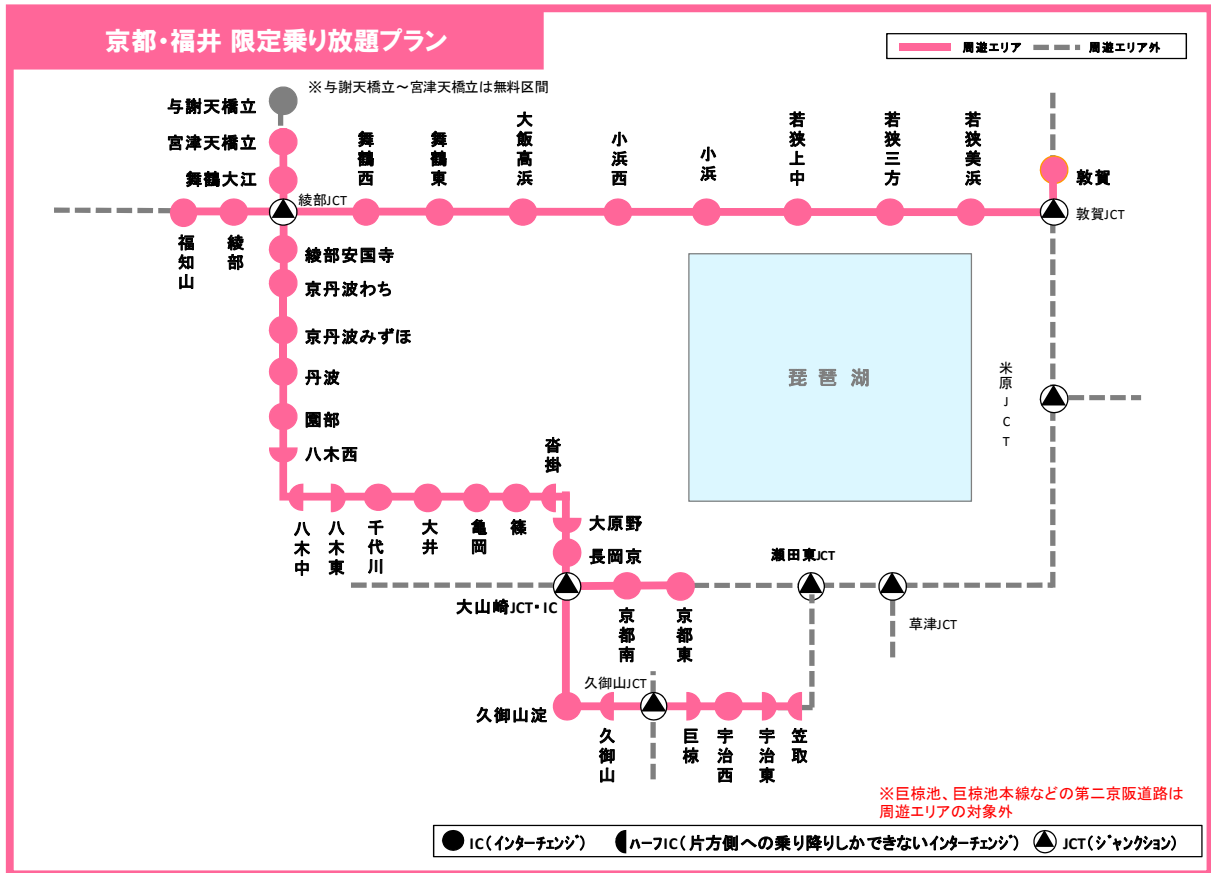 京都・福井 限定乗り放題プラン
周遊エリア
周遊エリア外
※与謝天橋立～宮津天橋立は無料区間
与謝天橋立
宮津天橋立
舞鶴大江
綾部JCT
福知山
綾部
舞鶴西
舞鶴東
大飯高浜
小浜西
小浜
若狭上中
若狭三方
若狭美浜
敦賀
敦賀JCT
綾部安国寺
京丹波わち
京丹波みずほ
丹波
園部
八木西
琵琶湖
米原JCT
八木中
八木東
千代川
大井
亀岡
篠
沓掛
大原野
長岡京
大山崎JCT・IC
京都南
京都東
瀬田東JCT
草津JCT
久御山淀
久御山
久御山JCT
巨椋
宇治西
宇治東
笠取
※巨椋池、巨椋池本線などの第二京阪道路は
周遊エリアの対象外
IC(インターチェンジ)
ハーフIC(片方側への乗り降りしかできないインターチェンジ)
JCT(ジャンクション)